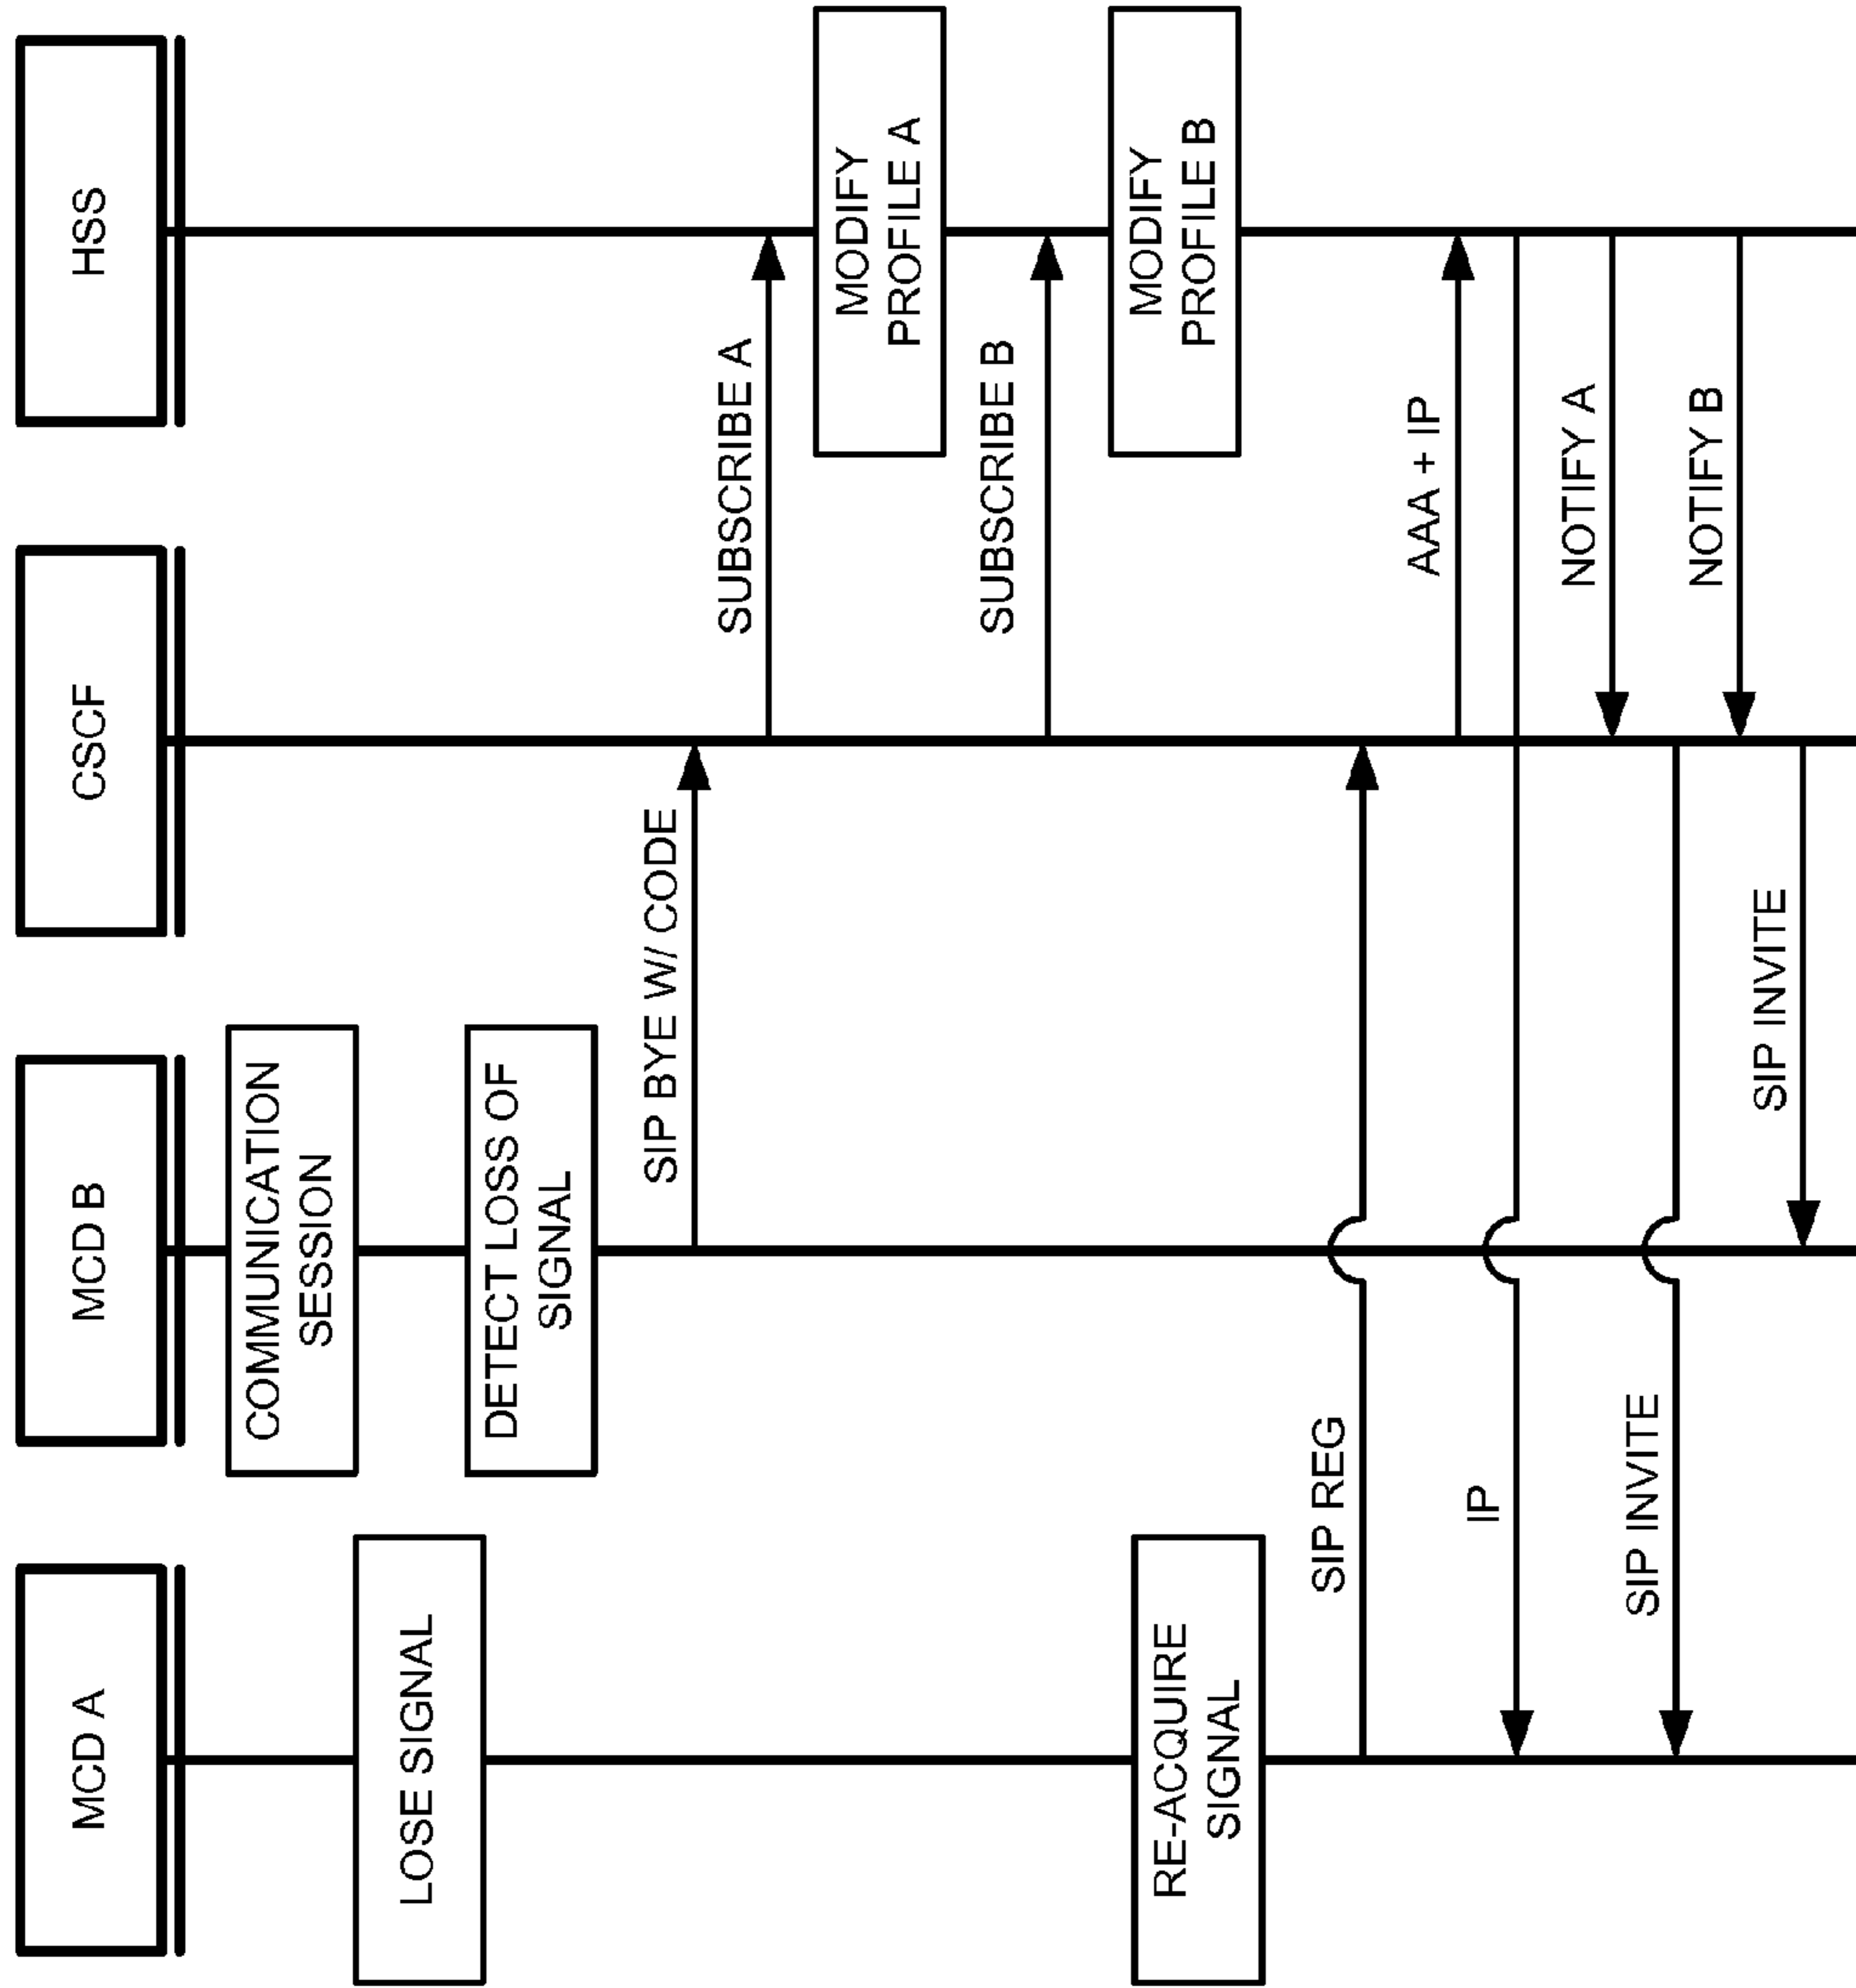 MCD A
MCD B
CSCF
HSS
COMMUNICATION
SESSION
LOSE SIGNAL
DETECT LOSS OF
SIGNAL
SIP BYE W/ CODE
SUBSCRIBE A
MODIFY
PROFILE A
SUBSCRIBE B
MODIFY
PROFILE B
RE-ACQUIRE
SIGNAL
SIP REG
AAA + IP
IP
NOTIFY A
SIP INVITE
NOTIFY B
SIP INVITE